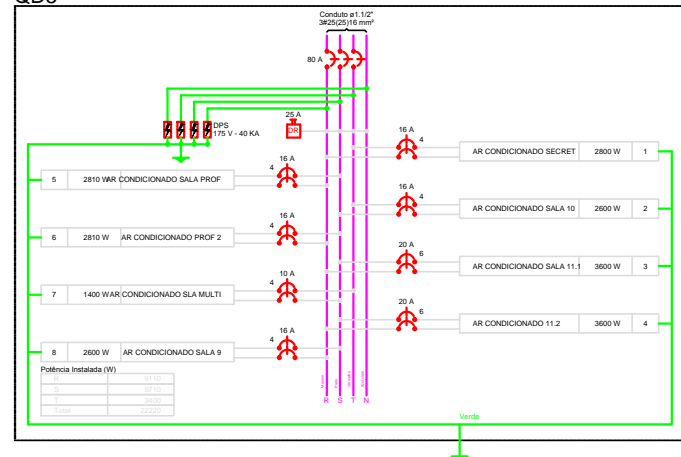 Conduto ø1.1/2"
3#25(25)16 mm²
80 A
DPS
175 V - 40 KA
25 A
DR
16 A
4
AR CONDICIONADO SECRET 2800 W 1
16 A
4
5 2810 W AR CONDICIONADO SALA PROF
16 A
4
AR CONDICIONADO SALA 10 2600 W 2
16 A
4
6 2810 W AR CONDICIONADO PROF 2
20 A
6
AR CONDICIONADO SALA 11.1 3600 W 3
10 A
4
7 1400 W AR CONDICIONADO SLA MULTI
20 A
6
AR CONDICIONADO 11.2 3600 W 4
16 A
4
8 2600 W AR CONDICIONADO SALA 9
Potência Instalada (W)
R 9110
S 9710
T 3400
Total 22220
R S T N
Verde